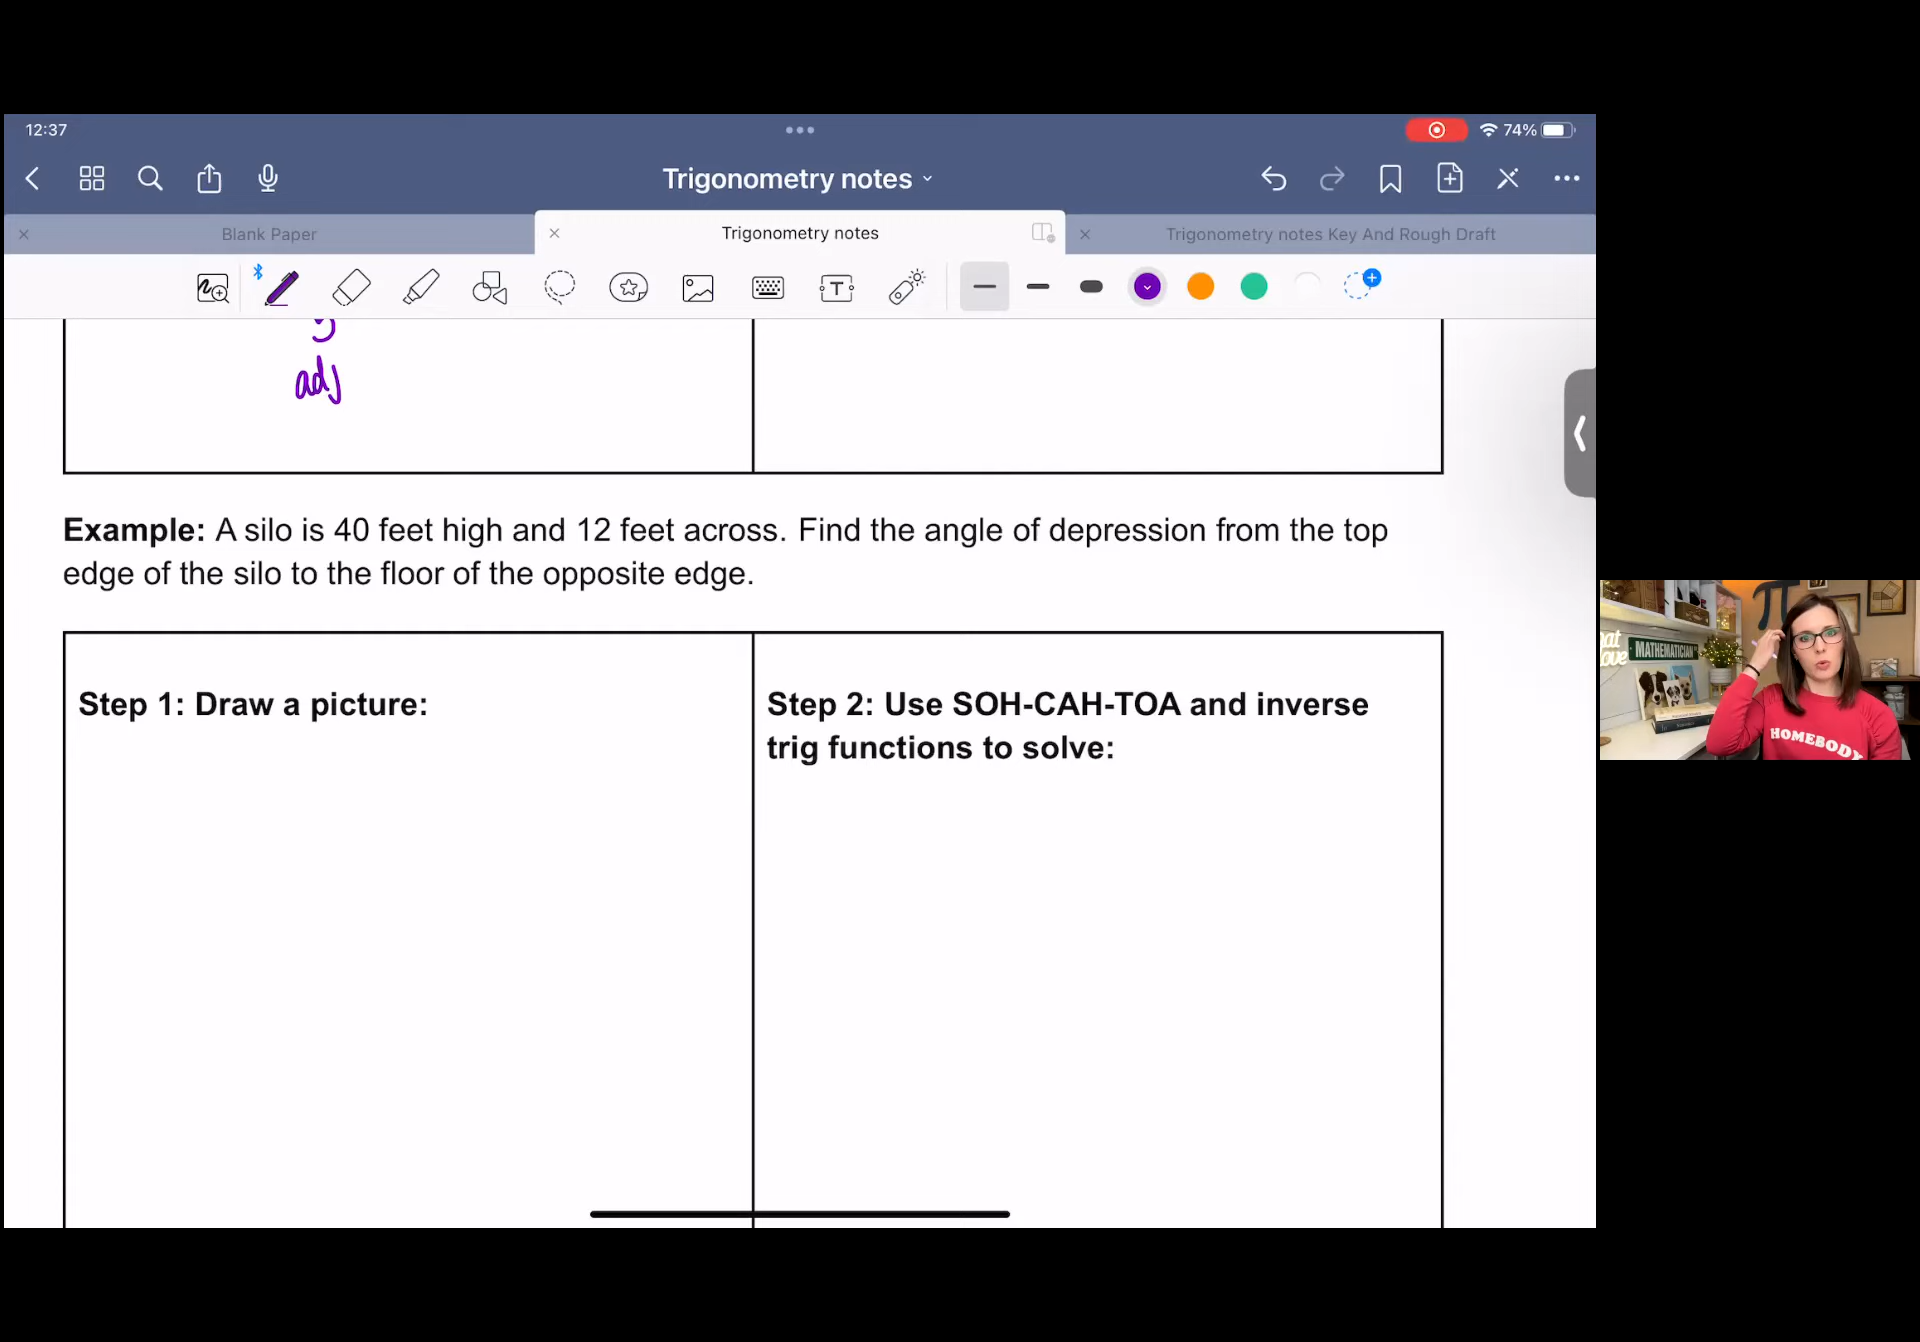 12:37
74%
Trigonometry notes
Blank Paper
Trigonometry notes
Trigonometry notes Key And Rough Draft
adj
Example: A silo is 40 feet high and 12 feet across. Find the angle of depression from the top
edge of the silo to the floor of the opposite edge.
Step 1: Draw a picture:
Step 2: Use SOH-CAH-TOA and inverse
trig functions to solve:
MATHEMATICIAN
HOMEBODY